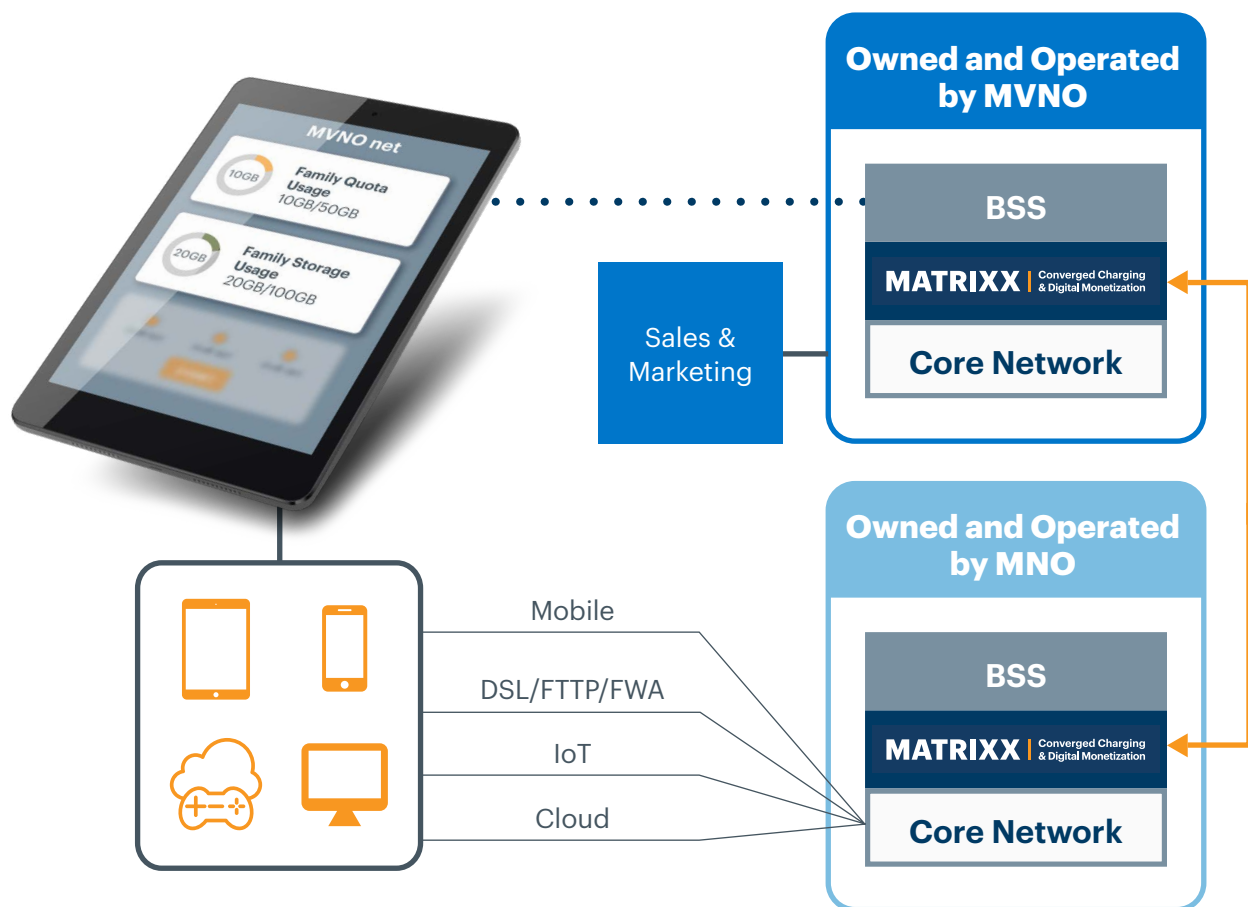 MVNO net
10GB
Family Quota
Usage
10GB/50GB
20GB
Family Storage
Usage
20GB/100GB
Owned and Operated
by MVNO
BSS
MATRIXX
Converged Charging
& Digital Monetization
Core Network
Sales &
Marketing
Owned and Operated
by MNO
BSS
MATRIXX
Converged Charging
& Digital Monetization
Core Network
Mobile
DSL/FTTP/FWA
IoT
Cloud